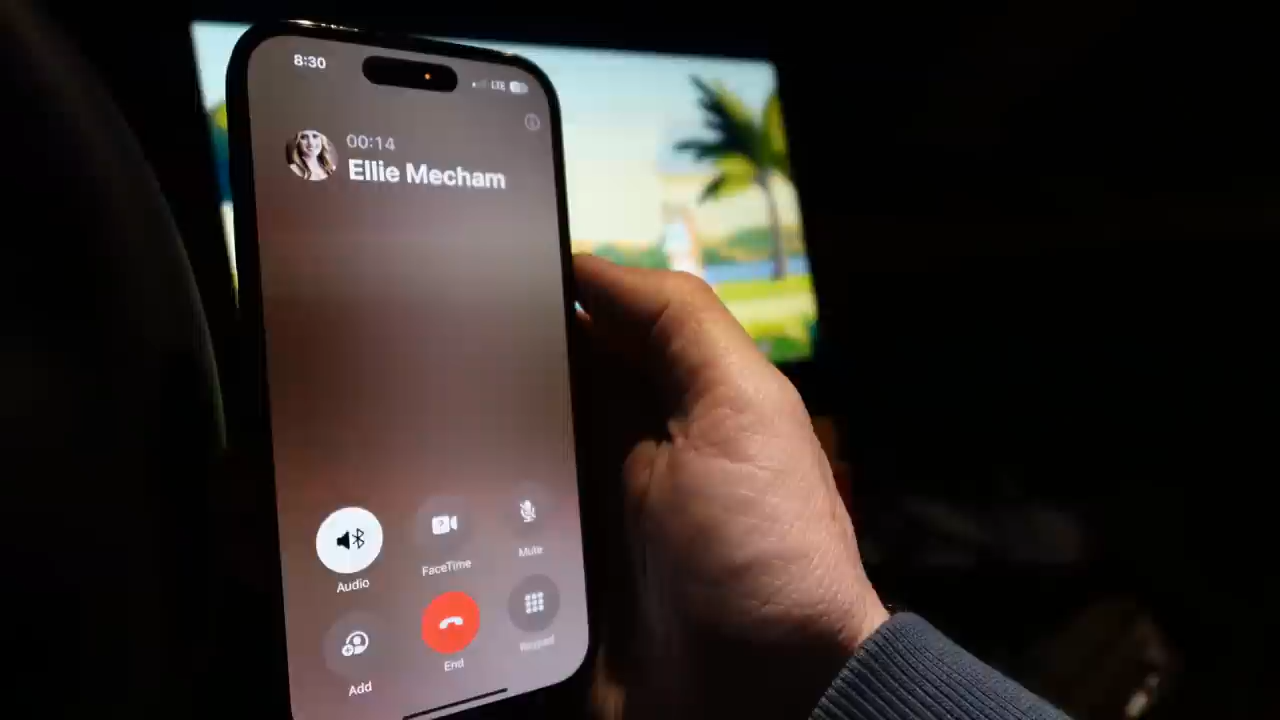 8:30
LTE
00:14
Ellie Mecham
Audio
FaceTime
Mute
Add
End
Keypad